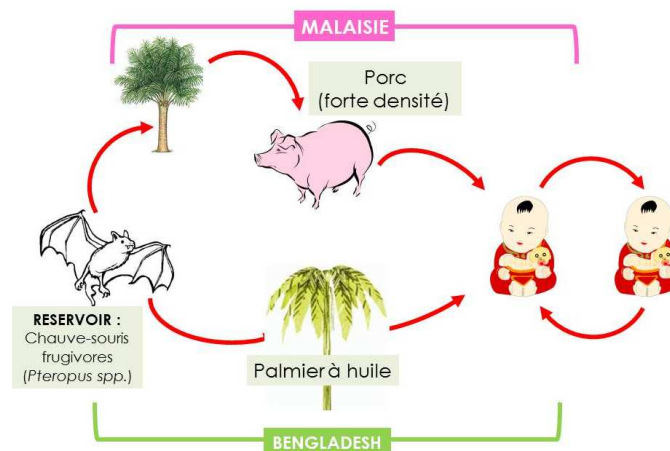 MALAISIE
Porc
(forte densité)
RESERVOIR :
Chauve-souris
frugivores
(Pteropus spp.)
Palmier à huile
BENGLADESH